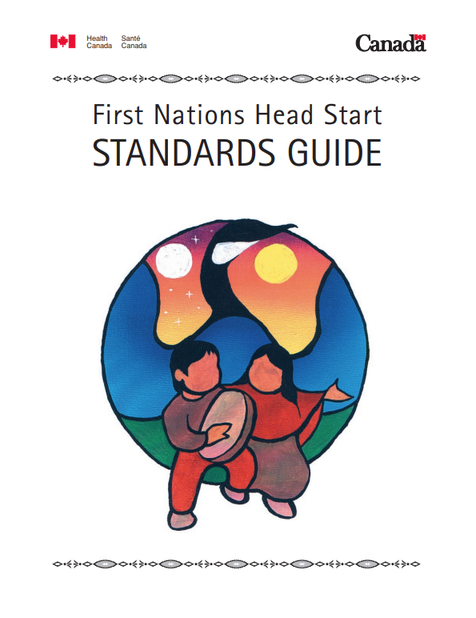 Health Santé
Canada Canada
Canada
First Nations Head Start
STANDARDS GUIDE